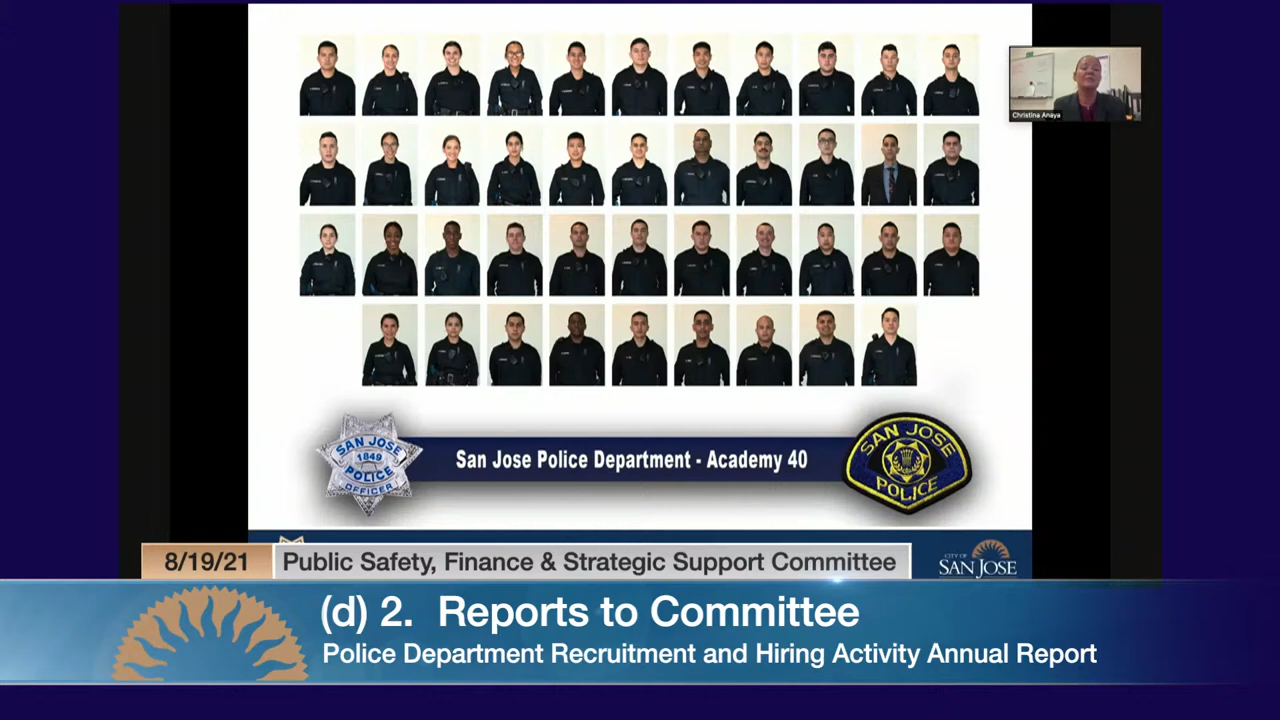 Christina Anaya
SAN JOSE
1849
POLICE
OFFICER
San Jose Police Department - Academy 40
SAN JOSE
POLICE
8/19/21
Public Safety, Finance & Strategic Support Committee
CITY OF
SAN JOSE
(d) 2. Reports to Committee
Police Department Recruitment and Hiring Activity Annual Report